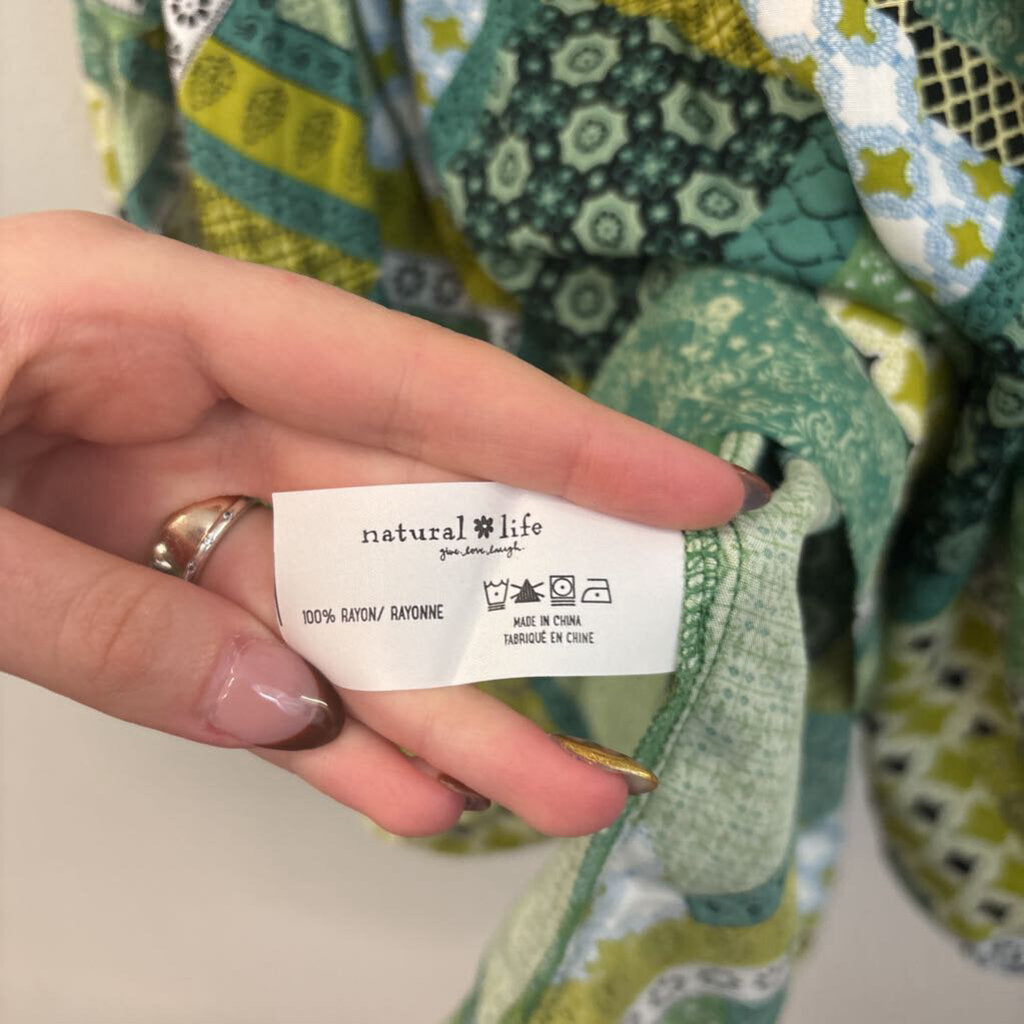 natural life
give.love.laugh.
100% RAYON/ RAYONNE
MADE IN CHINA
FABRIQUÉ EN CHINE